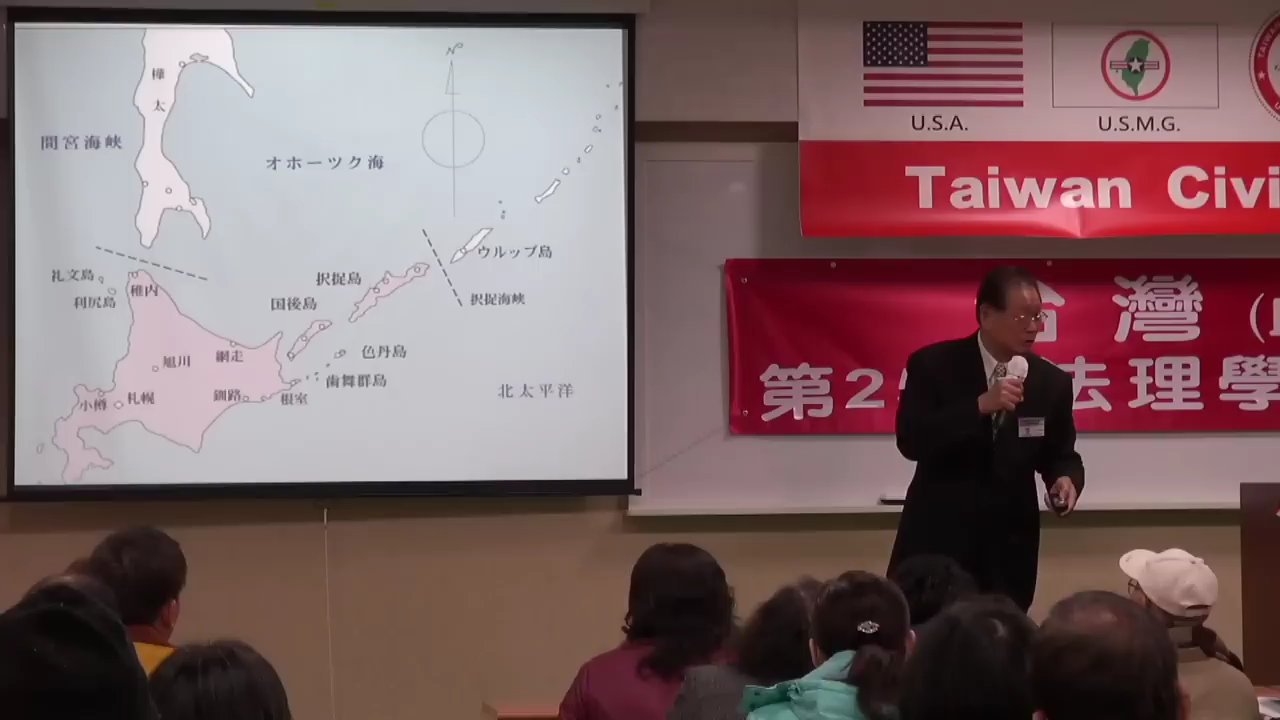 N°
樺
太
間宮海峡
オホーツク海
礼文島
利尻島
稚内
択捉島
国後島
ウルップ島
択捉海峡
色丹島
歯舞群島
旭川
網走
小樽
札幌
釧路
根室
北太平洋
U.S.A.
U.S.M.G.
Taiwan Civi
灣
第2
法理學